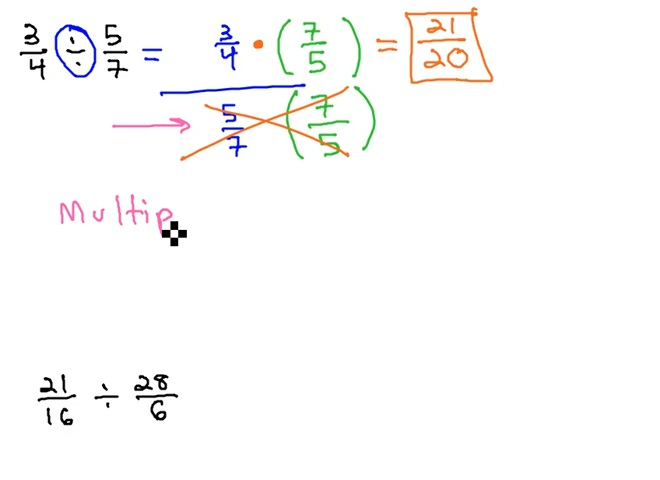 3/4 ÷ 5/7 = 3/4 · (7/5) / 5/7 (7/5) = 21/20
Multip
21/16 ÷ 28/6